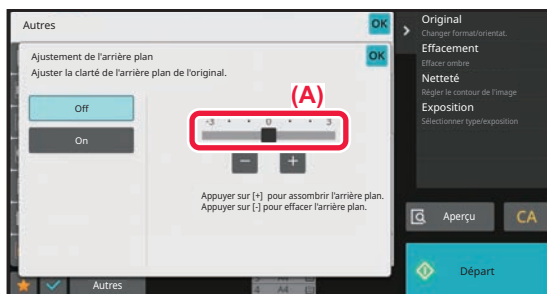 Autres
OK
Ajustement de l'arrière plan
OK
Ajuster la clarté de l'arrière plan de l'original.
Off
On
(A)
-3 • • 0 • • 3
− +
Appuyer sur [+] pour assombrir l'arrière plan.
Appuyer sur [-] pour effacer l'arrière plan.
Original
Changer format/orientat.
Effacement
Effacer ombre
Netteté
Régler le contour de l'image
Exposition
Sélectionner type/exposition
Aperçu
CA
Départ
Autres
4 A4